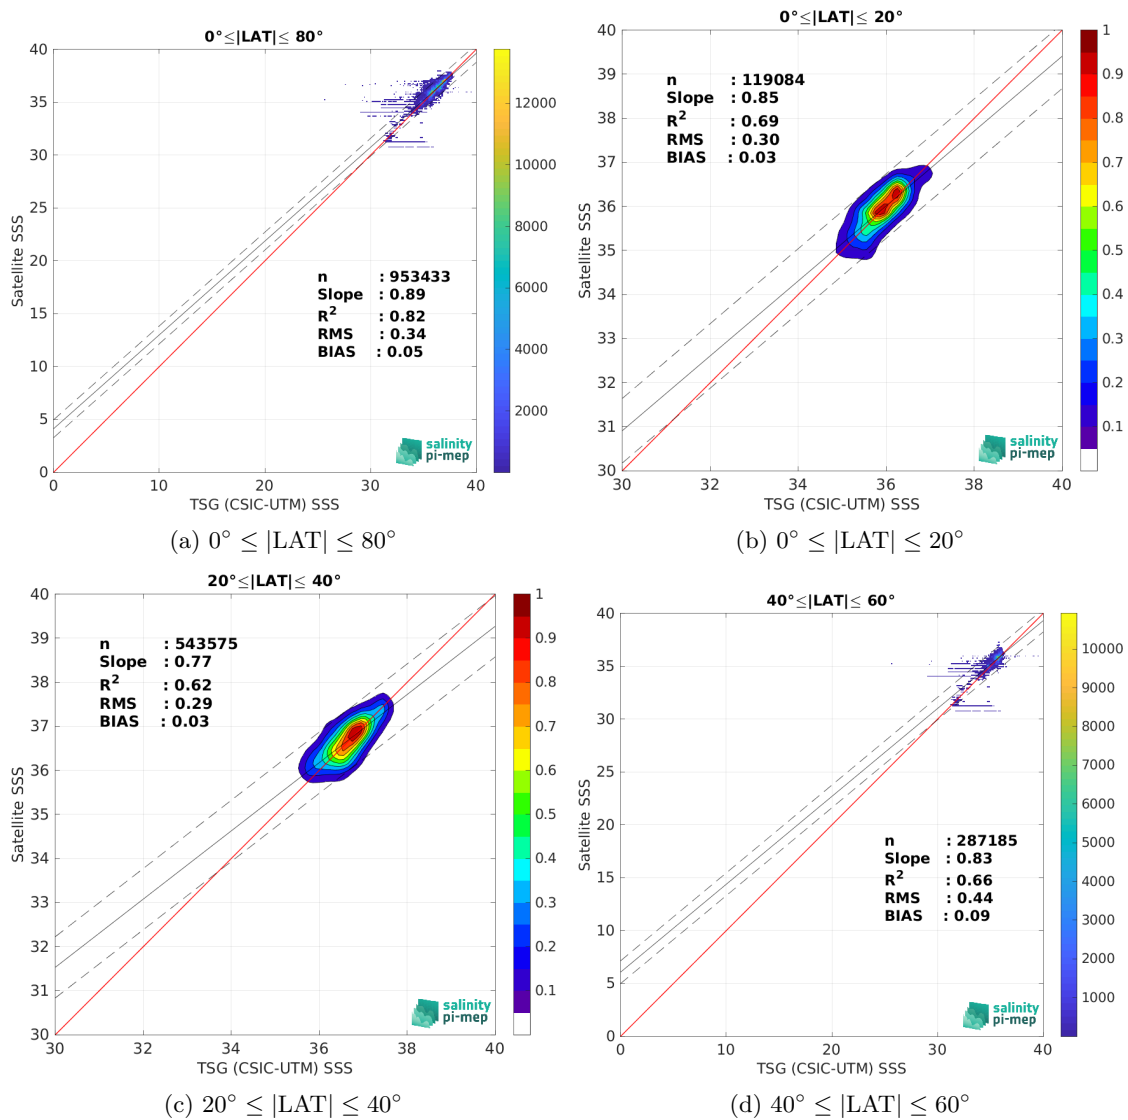 0°≤|LAT|≤ 80°
40
35
30
25
20
15
10
5
0
Satellite SSS
n : 953433
Slope : 0.89
R² : 0.82
RMS : 0.34
BIAS : 0.05
salinity
pi-mep
0 10 20 30 40
TSG (CSIC-UTM) SSS
12000
10000
8000
6000
4000
2000
(a) 0° ≤ |LAT| ≤ 80°
0°≤|LAT|≤ 20°
40
39
38
37
36
35
34
33
32
31
30
Satellite SSS
n : 119084
Slope : 0.85
R² : 0.69
RMS : 0.30
BIAS : 0.03
salinity
pi-mep
30 32 34 36 38 40
TSG (CSIC-UTM) SSS
1
0.9
0.8
0.7
0.6
0.5
0.4
0.3
0.2
0.1
(b) 0° ≤ |LAT| ≤ 20°
20°≤|LAT|≤ 40°
40
39
38
37
36
35
34
33
32
31
30
Satellite SSS
n : 543575
Slope : 0.77
R² : 0.62
RMS : 0.29
BIAS : 0.03
salinity
pi-mep
30 32 34 36 38 40
TSG (CSIC-UTM) SSS
1
0.9
0.8
0.7
0.6
0.5
0.4
0.3
0.2
0.1
(c) 20° ≤ |LAT| ≤ 40°
40°≤|LAT|≤ 60°
40
35
30
25
20
15
10
5
0
Satellite SSS
n : 287185
Slope : 0.83
R² : 0.66
RMS : 0.44
BIAS : 0.09
salinity
pi-mep
0 10 20 30 40
TSG (CSIC-UTM) SSS
10000
9000
8000
7000
6000
5000
4000
3000
2000
1000
(d) 40° ≤ |LAT| ≤ 60°